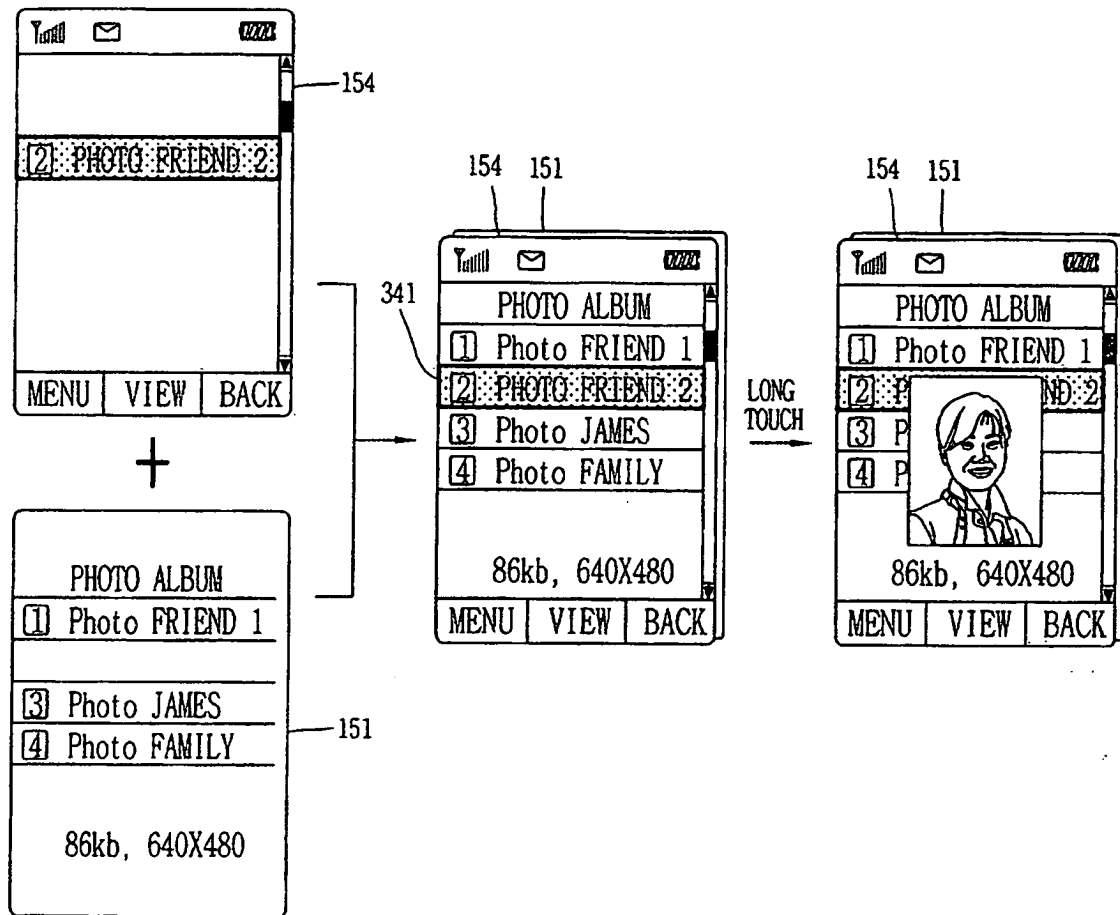 154
2 PHOTO FRIEND 2
MENU VIEW BACK
+
PHOTO ALBUM
1 Photo FRIEND 1
3 Photo JAMES
4 Photo FAMILY
86kb, 640X480
151
154 151
341
PHOTO ALBUM
1 Photo FRIEND 1
2 PHOTO FRIEND 2
3 Photo JAMES
4 Photo FAMILY
86kb, 640X480
MENU VIEW BACK
LONG
TOUCH
154 151
PHOTO ALBUM
1 Photo FRIEND 1
2 P ND 2
3 P
4 P
86kb, 640X480
MENU VIEW BACK